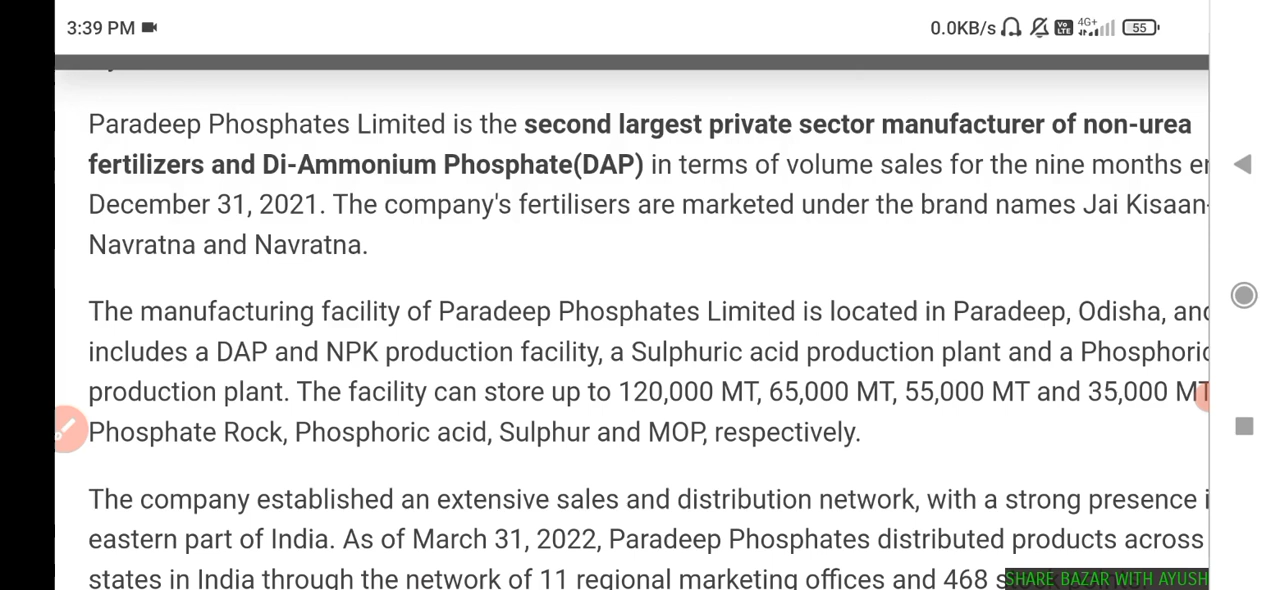 3:39 PM
0.0KB/s Vo LTE 4G+ 55
Paradeep Phosphates Limited is the second largest private sector manufacturer of non-urea
fertilizers and Di-Ammonium Phosphate(DAP) in terms of volume sales for the nine months
December 31, 2021. The company's fertilisers are marketed under the brand names Jai Kisaan-
Navratna and Navratna.
The manufacturing facility of Paradeep Phosphates Limited is located in Paradeep, Odisha, and
includes a DAP and NPK production facility, a Sulphuric acid production plant and a Phosphoric
production plant. The facility can store up to 120,000 MT, 65,000 MT, 55,000 MT and 35,000 MT
Phosphate Rock, Phosphoric acid, Sulphur and MOP, respectively.
The company established an extensive sales and distribution network, with a strong presence
eastern part of India. As of March 31, 2022, Paradeep Phosphates distributed products across
states in India through the network of 11 regional marketing offices and 468
SHARE BAZAR WITH AYUSH